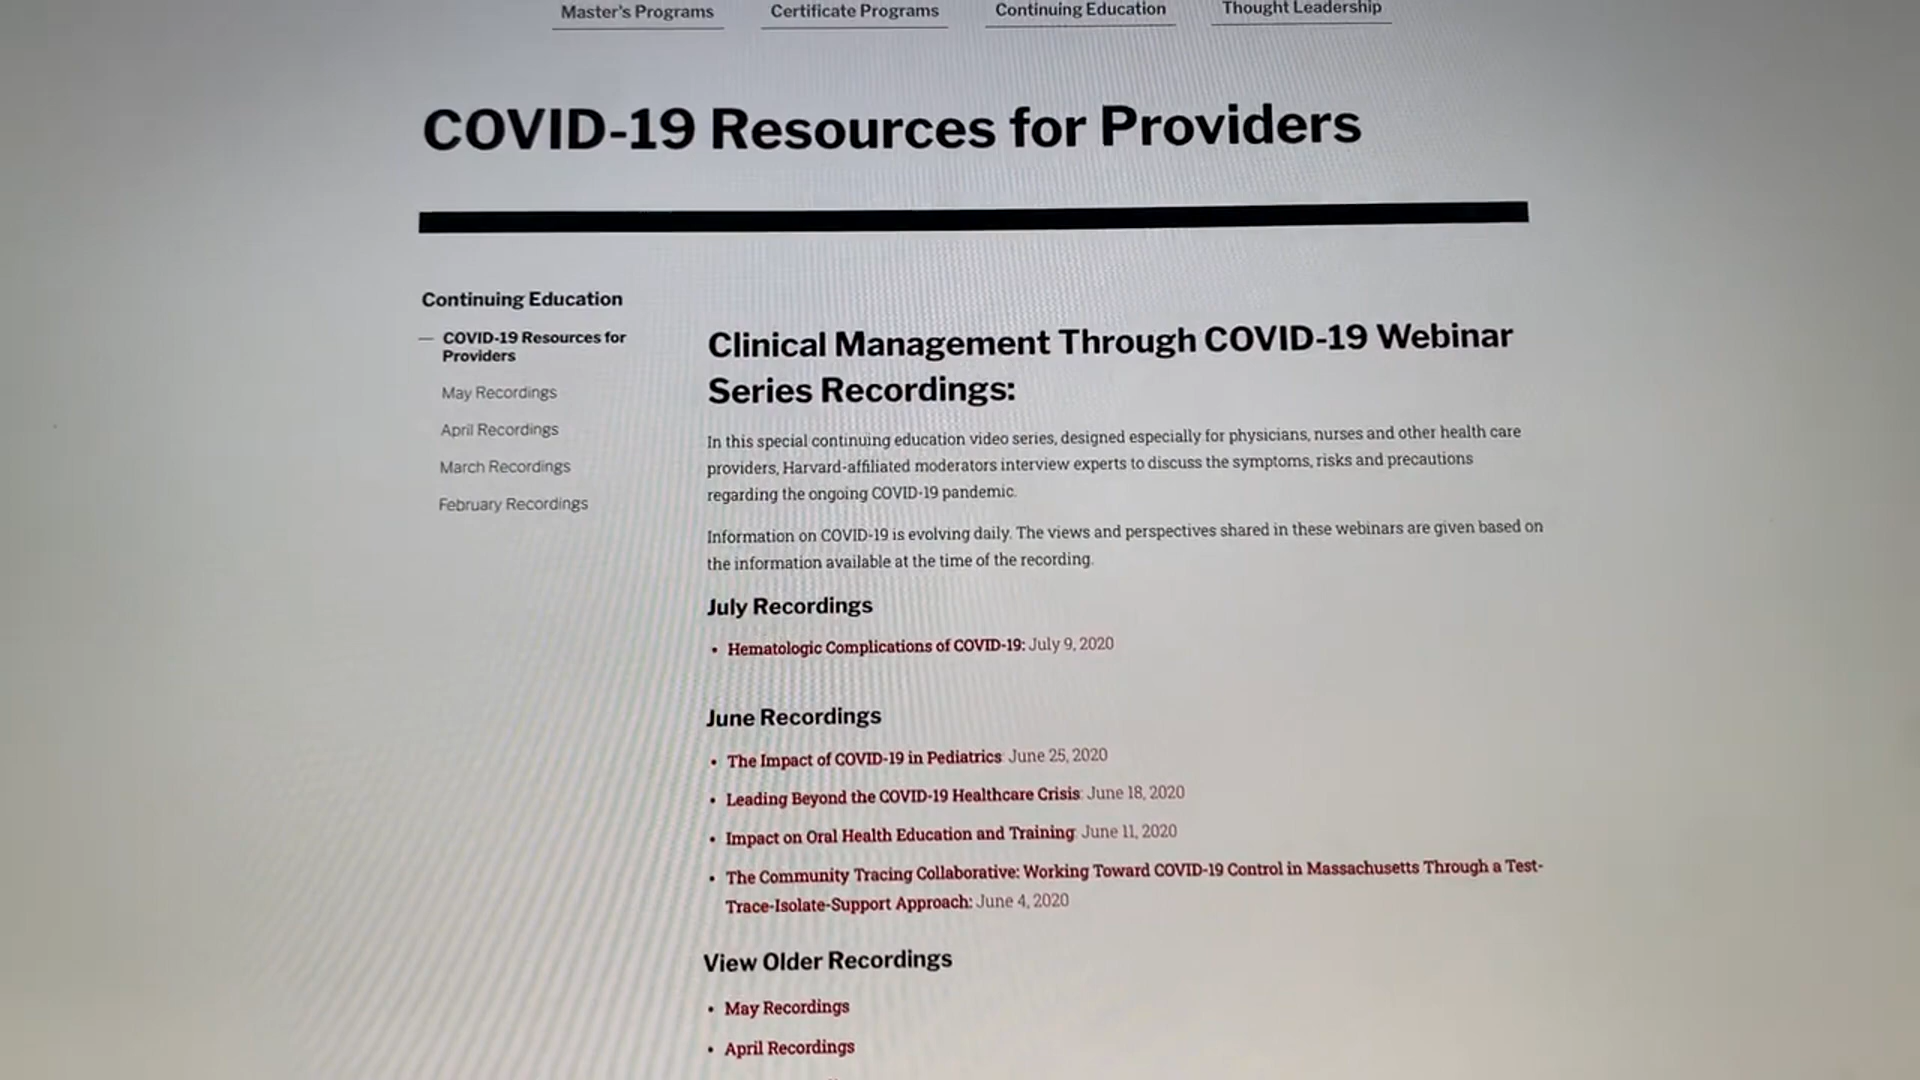 Master's Programs Certificate Programs Continuing Education Thought Leadership
COVID-19 Resources for Providers
Continuing Education
— COVID-19 Resources for
Providers
May Recordings
April Recordings
March Recordings
February Recordings
Clinical Management Through COVID-19 Webinar
Series Recordings:
In this special continuing education video series, designed especially for physicians, nurses and other health care
providers, Harvard-affiliated moderators interview experts to discuss the symptoms, risks and precautions
regarding the ongoing COVID-19 pandemic.
Information on COVID-19 is evolving daily. The views and perspectives shared in these webinars are given based on
the information available at the time of the recording.
July Recordings
• Hematologic Complications of COVID-19: July 9, 2020
June Recordings
• The Impact of COVID-19 in Pediatrics: June 25, 2020
• Leading Beyond the COVID-19 Healthcare Crisis: June 18, 2020
• Impact on Oral Health Education and Training: June 11, 2020
• The Community Tracing Collaborative: Working Toward COVID-19 Control in Massachusetts Through a Test-
Trace-Isolate-Support Approach: June 4, 2020
View Older Recordings
• May Recordings
• April Recordings